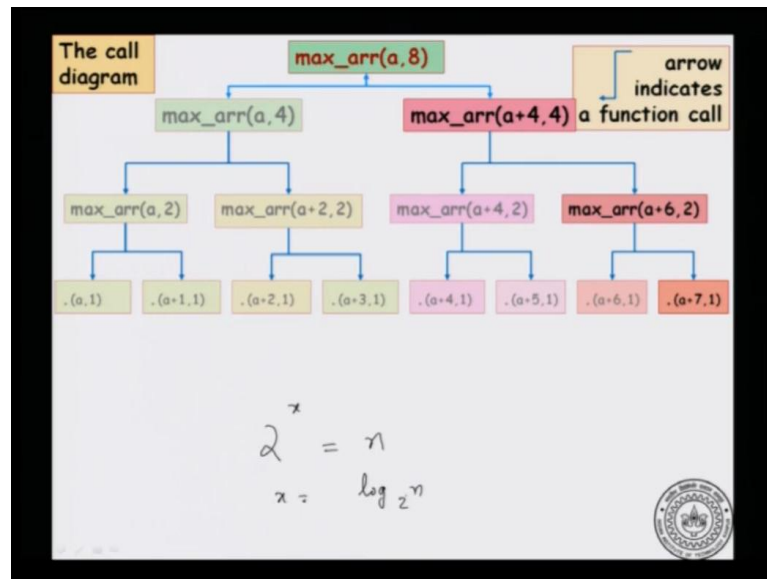 The call
diagram
max_arr(a,8)
arrow
indicates
a function call
max_arr(a,4)
max_arr(a+4,4)
max_arr(a,2)
max_arr(a+2,2)
max_arr(a+4,2)
max_arr(a+6,2)
.(a,1)
.(a+1,1)
.(a+2,1)
.(a+3,1)
.(a+4,1)
.(a+5,1)
.(a+6,1)
.(a+7,1)
2^x = n
x = log₂n